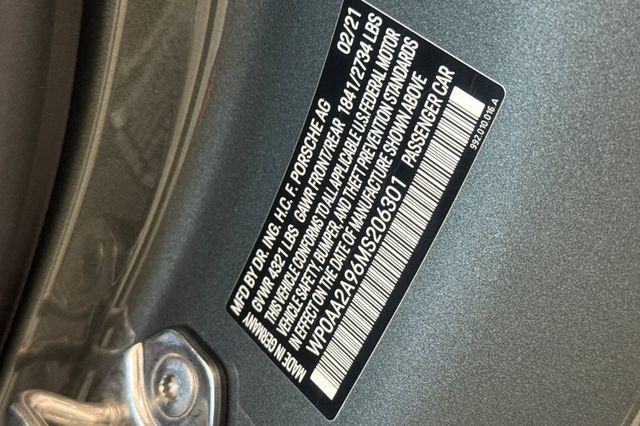 MFD BY DR. ING. H.C. F. PORSCHE AG 02/21
GVWR 4321 LBS GAWR FRONT/REAR 1841/2734 LBS
THIS VEHICLE CONFORMS TO ALL APPLICABLE U.S.FEDERAL MOTOR
VEHICLE SAFETY, BUMPER, AND THEFT PREVENTION STANDARDS
IN EFFECT ON THE DATE OF MANUFACTURE SHOWN ABOVE
WP0AA2A96MS206301 PASSENGER CAR
MADE IN GERMANY
992.010.016.A